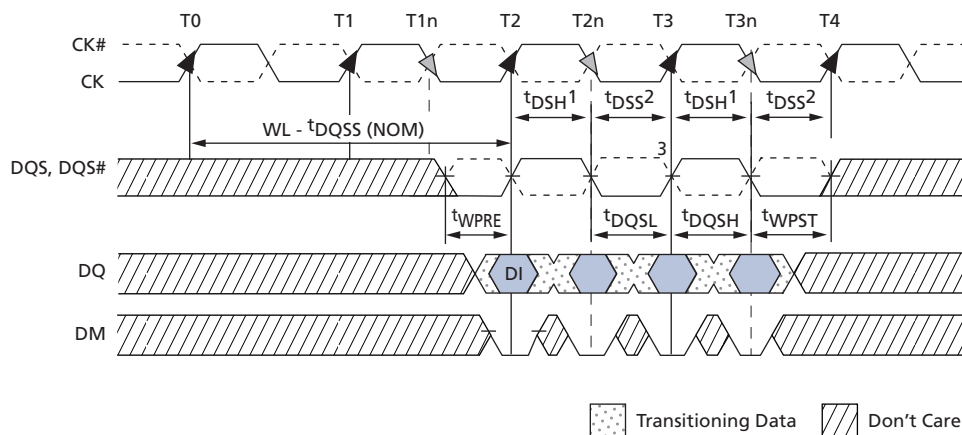 T0 T1 T1n T2 T2n T3 T3n T4
CK#
CK
tDSH1 tDSS2 tDSH1 tDSS2
WL - tDQSS (NOM)
3
DQS, DQS#
tWPRE tDQSL tDQSH tWPST
DQ DI
DM
Transitioning Data Don't Care